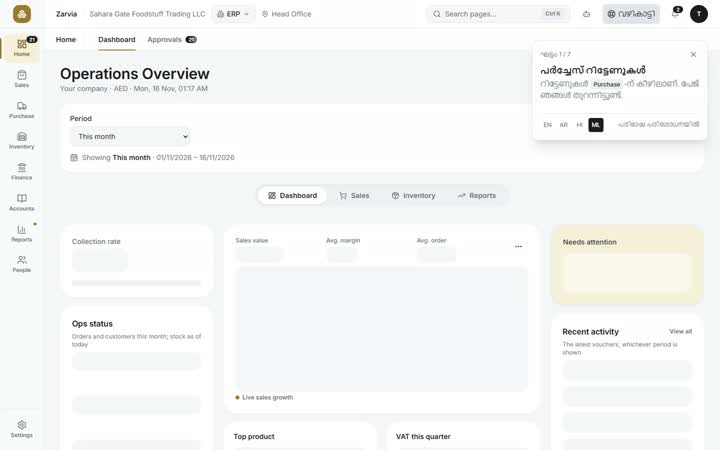 Zarvia
Sahara Gate Foodstuff Trading LLC
ERP
Head Office
Search pages...
Ctrl K
വഴികാട്ടി
2
T
21
Home
Sales
Purchase
Inventory
Finance
Accounts
Reports
People
Settings
Home
Dashboard
Approvals 21
Operations Overview
Your company · AED · Mon, 16 Nov, 01:17 AM
Period
This month
Showing This month · 01/11/2026 – 16/11/2026
ഘട്ടം 1 / 7
പർച്ചേസ് റിട്ടേണുകൾ
റിട്ടേണുകൾ Purchase -ന് കീഴിലാണ്. പേജ്
ഞങ്ങൾ തുറന്നിട്ടുണ്ട്.
EN
AR
HI
ML
പരിഭാഷ പരിശോധനയിൽ
Dashboard
Sales
Inventory
Reports
Collection rate
Sales value
Avg. margin
Avg. order
Needs attention
Ops status
Orders and customers this month; stock as of
today
Live sales growth
Recent activity
View all
The latest vouchers, whichever period is
shown
Top product
VAT this quarter